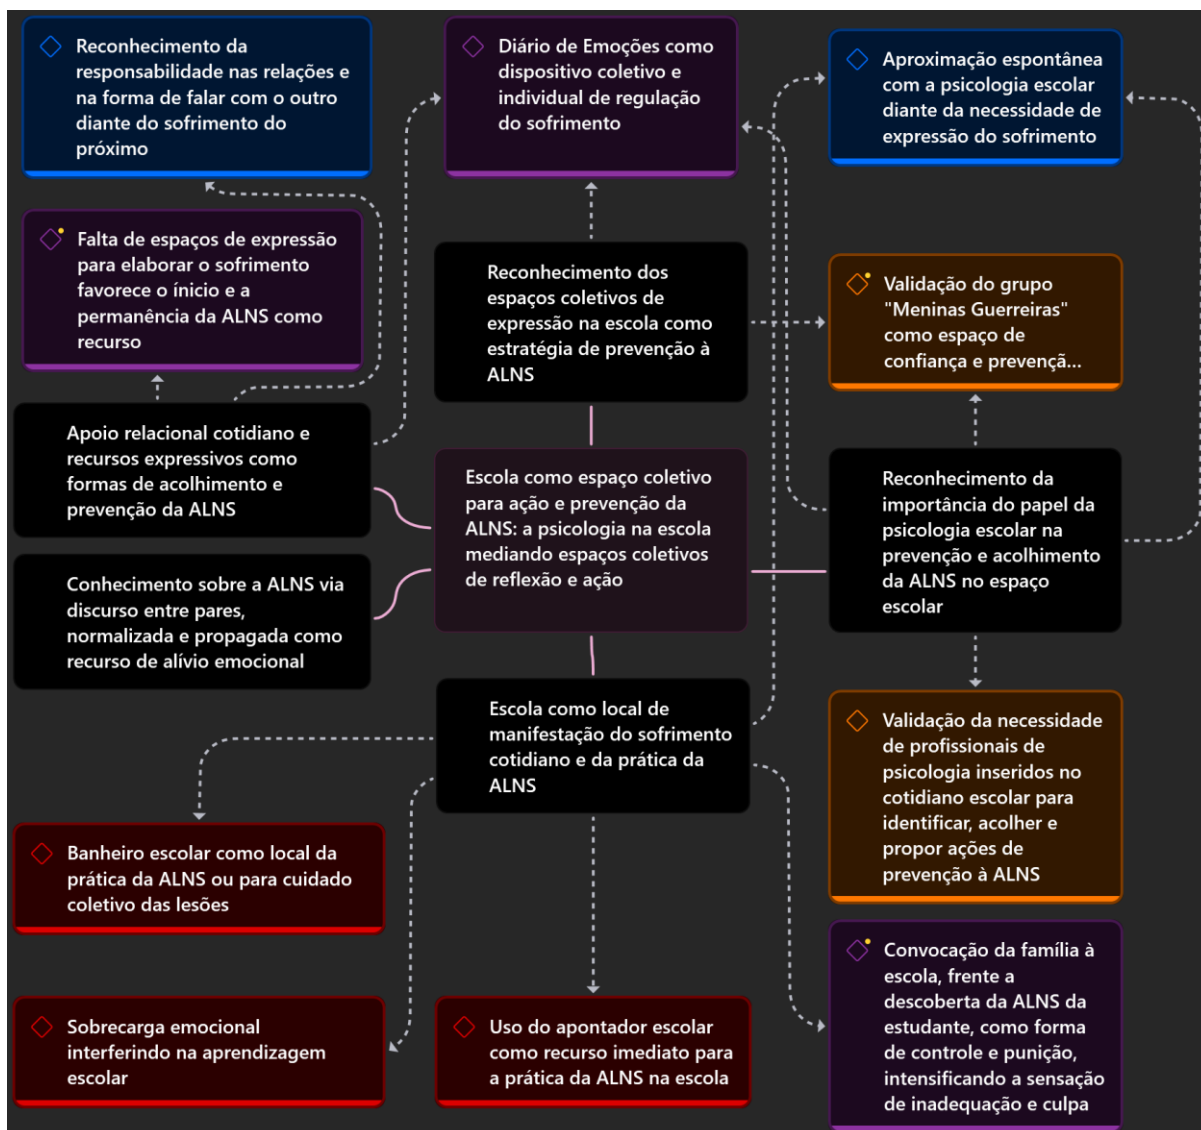 Reconhecimento da
responsabilidade nas relações e
na forma de falar com o outro
diante do sofrimento do
próximo
Diário de Emoções como
dispositivo coletivo e
individual de regulação
do sofrimento
Aproximação espontânea
com a psicologia escolar
diante da necessidade de
expressão do sofrimento
Falta de espaços de expressão
para elaborar o sofrimento
favorece o ínicio e a
permanência da ALNS como
recurso
Reconhecimento dos
espaços coletivos de
expressão na escola como
estratégia de prevenção à
ALNS
Validação do grupo
"Meninas Guerreiras"
como espaço de
confiança e prevençã...
Apoio relacional cotidiano e
recursos expressivos como
formas de acolhimento e
prevenção da ALNS
Escola como espaço coletivo
para ação e prevenção da
ALNS: a psicologia na escola
mediando espaços coletivos
de reflexão e ação
Reconhecimento da
importância do papel da
psicologia escolar na
prevenção e acolhimento
da ALNS no espaço
escolar
Conhecimento sobre a ALNS via
discurso entre pares,
normalizada e propagada como
recurso de alívio emocional
Escola como local de
manifestação do sofrimento
cotidiano e da prática da
ALNS
Validação da necessidade
de profissionais de
psicologia inseridos no
cotidiano escolar para
identificar, acolher e
propor ações de
prevenção à ALNS
Banheiro escolar como local da
prática da ALNS ou para cuidado
coletivo das lesões
Sobrecarga emocional
interferindo na aprendizagem
escolar
Uso do apontador escolar
como recurso imediato para
a prática da ALNS na escola
Convocação da família à
escola, frente a
descoberta da ALNS da
estudante, como forma
de controle e punição,
intensificando a sensação
de inadequação e culpa